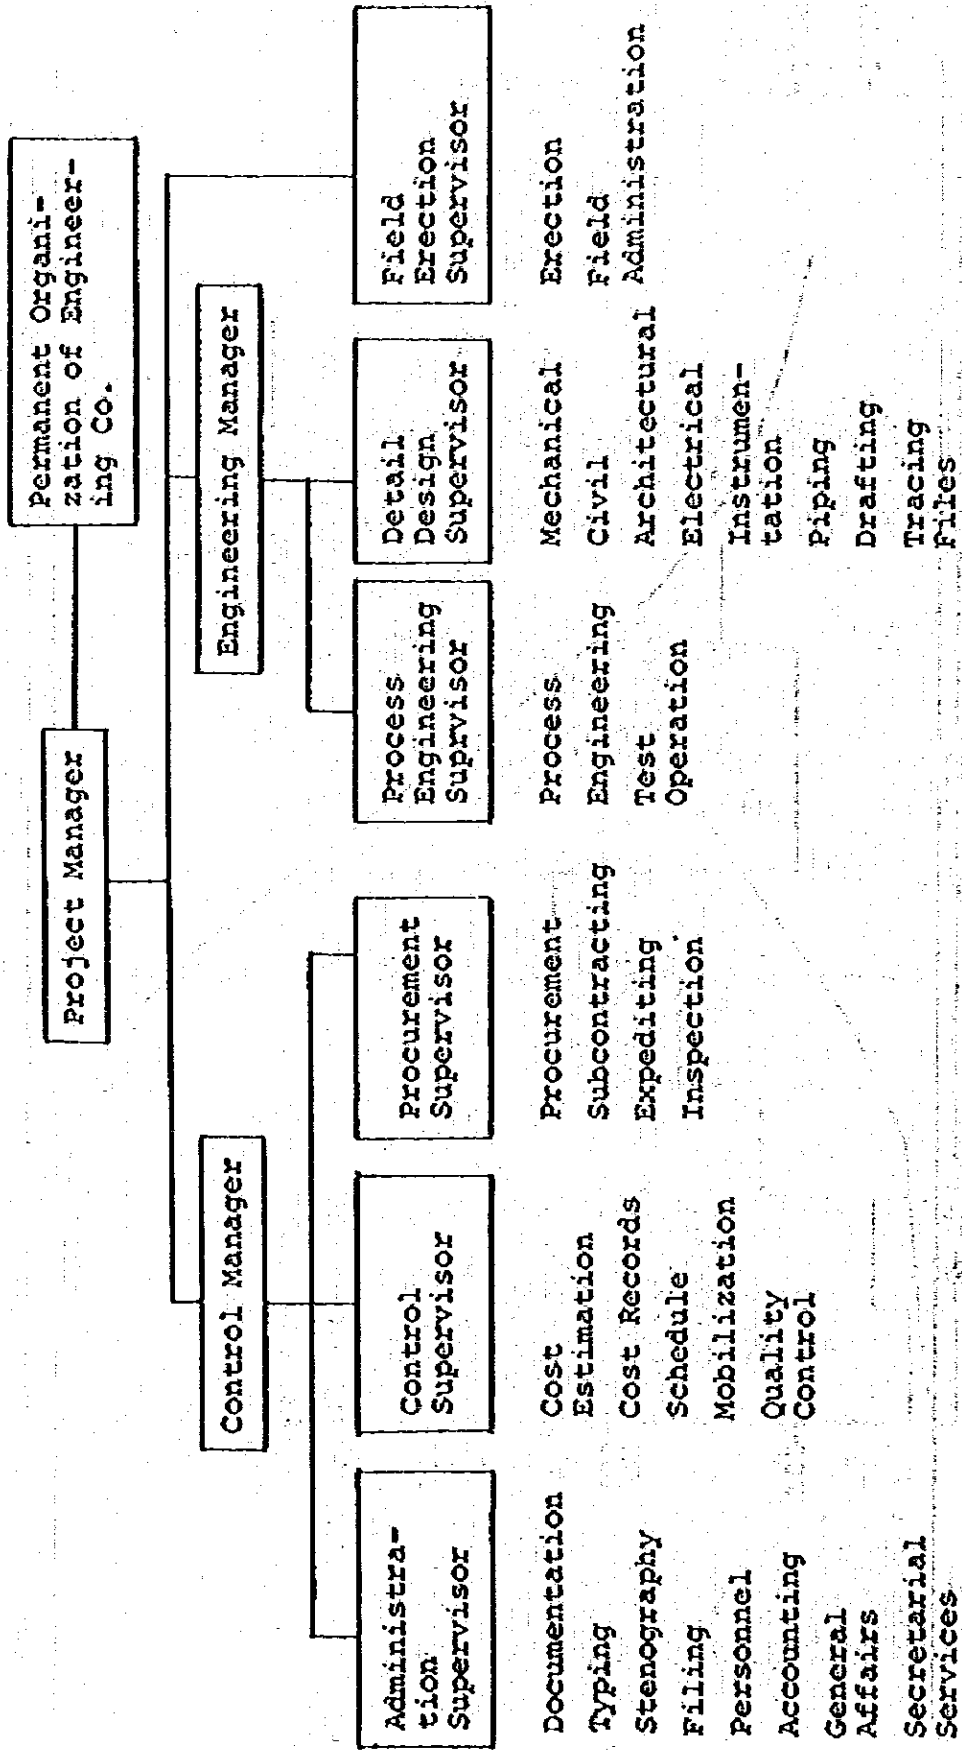 Permanent Organi-
zation of Engineer-
ing Co.
Project Manager
Control Manager
Engineering Manager
Administra-
tion
Supervisor
Control
Supervisor
Procurement
Supervisor
Process
Engineering
Suprvisor
Detail
Design
Supervisor
Field
Erection
Supervisor
Documentation
Typing
Stenography
Filing
Personnel
Accounting
General
Affairs
Secretarial
Services
Cost
Estimation
Cost Records
Schedule
Mobilization
Quality
Control
Procurement
Subcontracting
Expediting
Inspection
Process
Engineering
Test
Operation
Mechanical
Civil
Architectural
Electrical
Instrumen-
tation
Piping
Drafting
Tracing
Files
Erection
Field
Administration